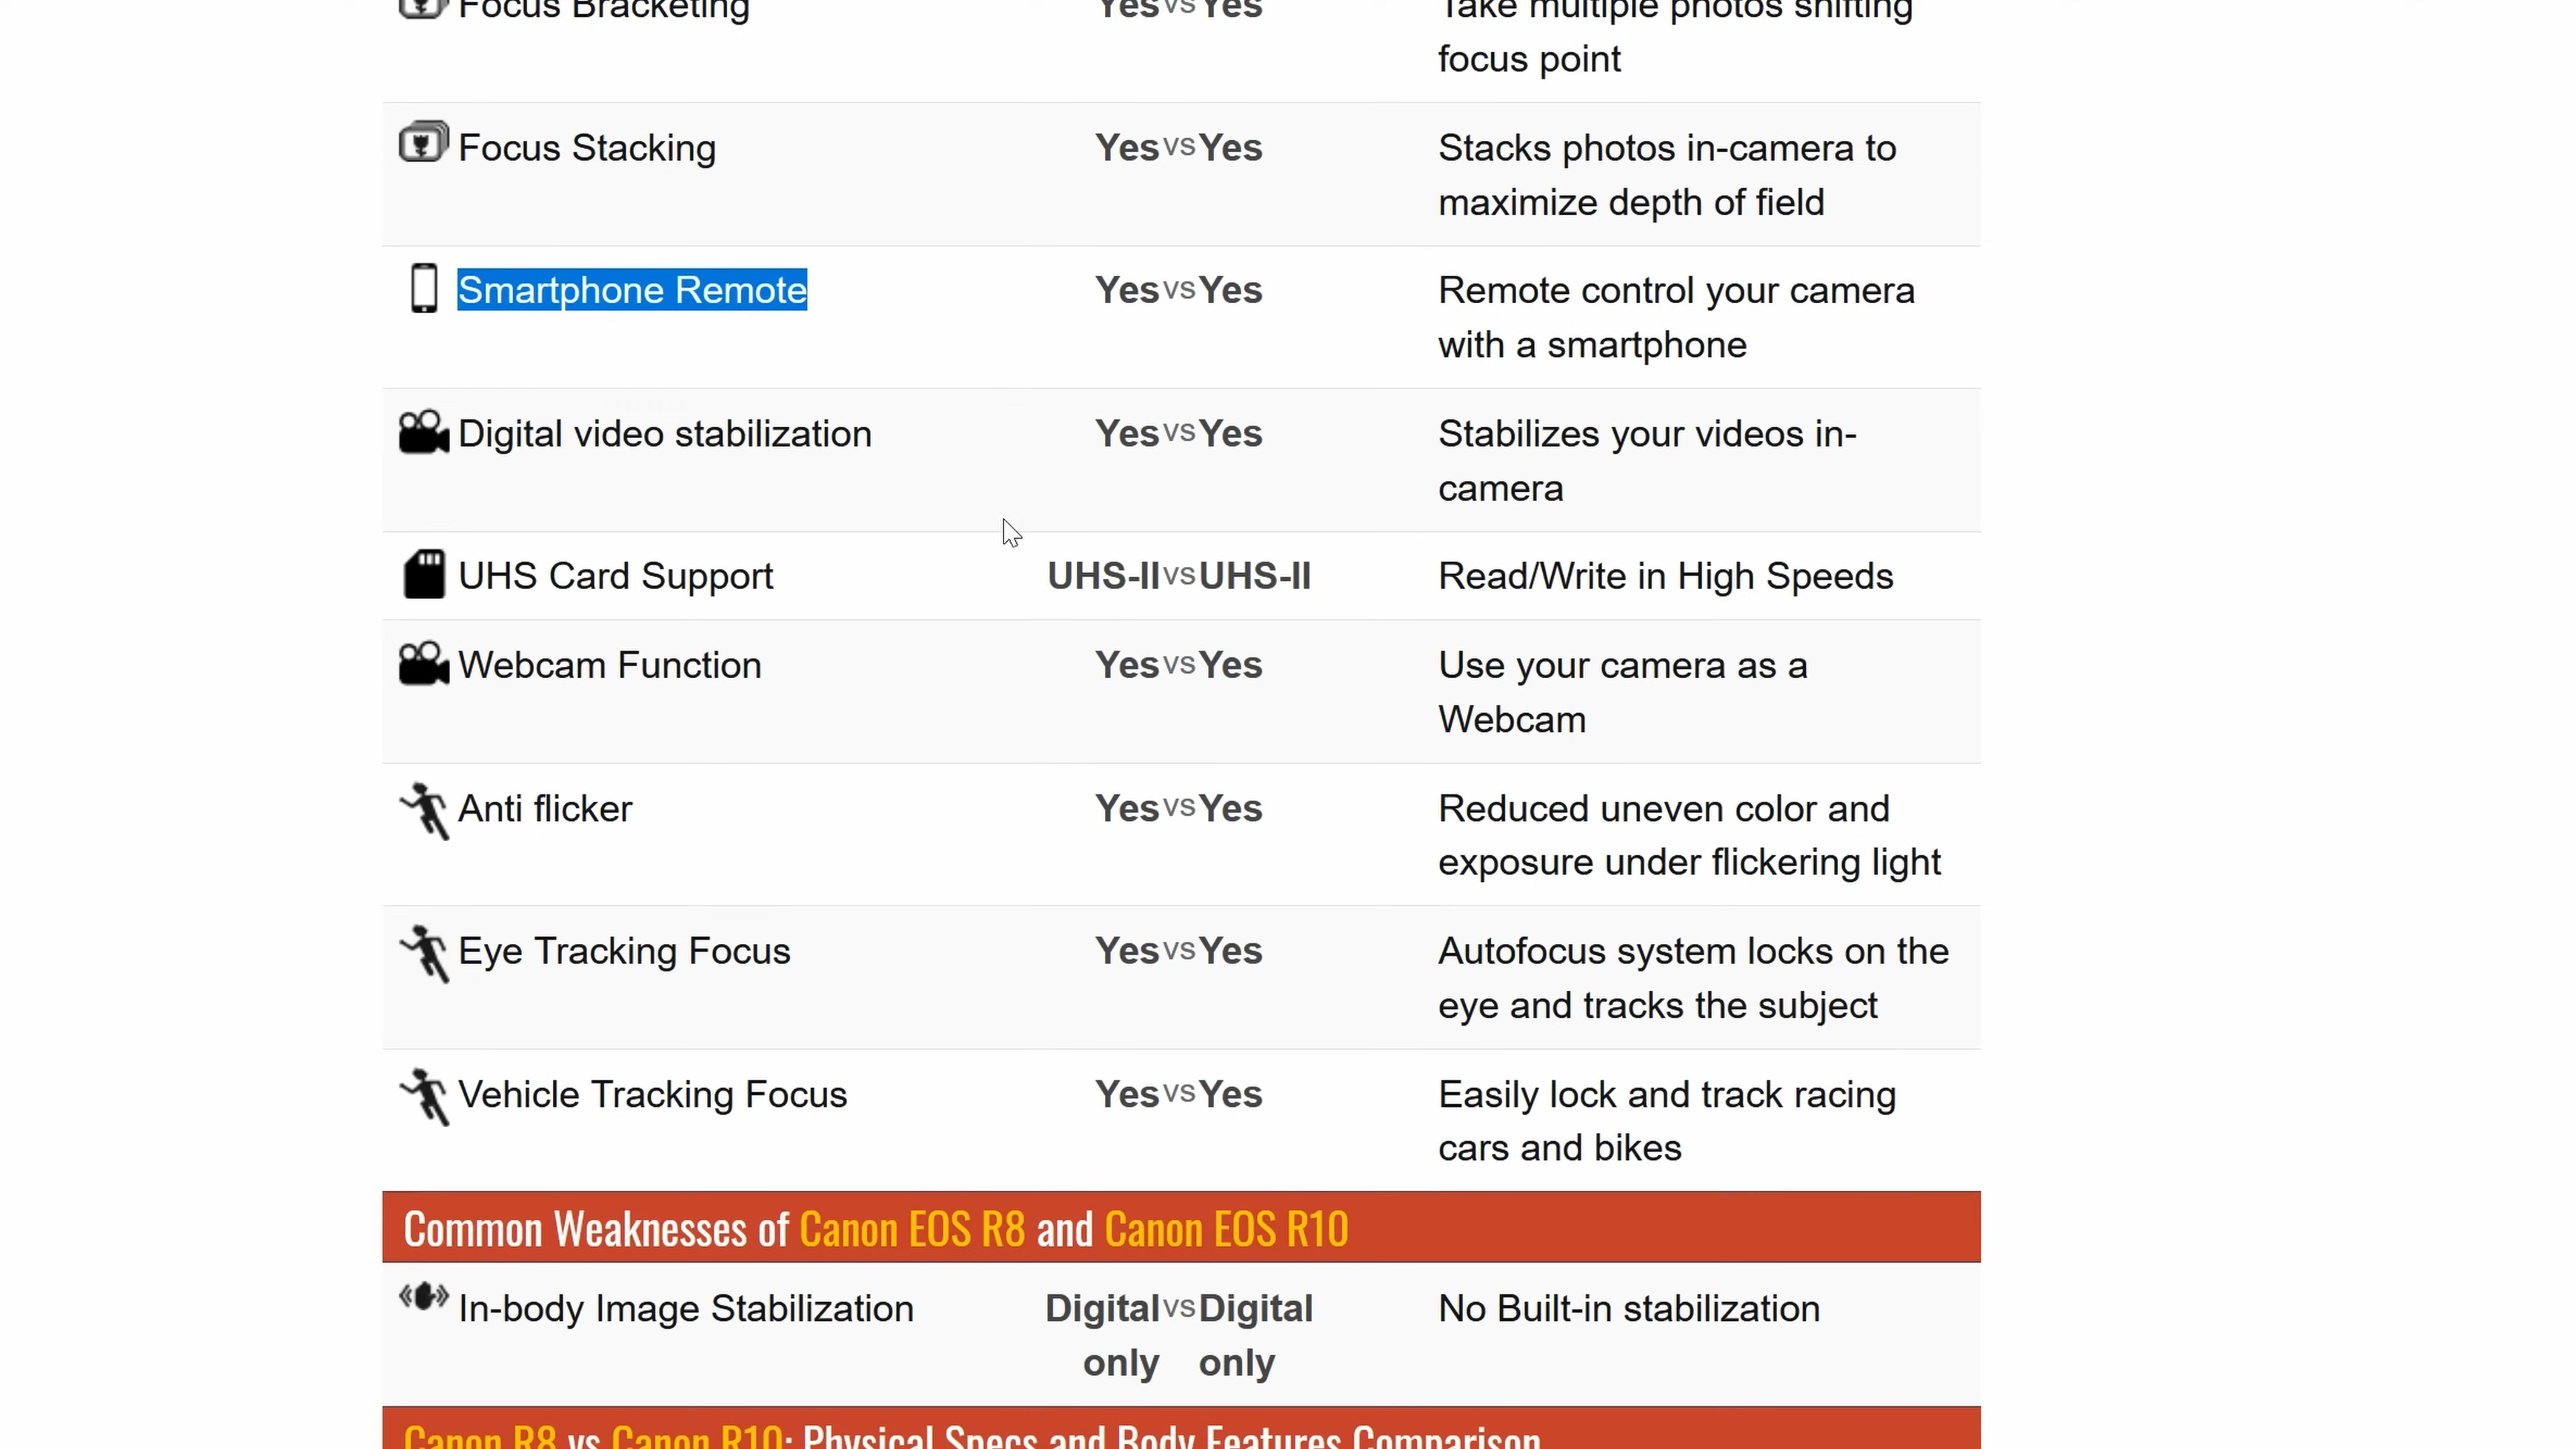 Focus Bracketing Yes vs Yes Take multiple photos shifting
focus point
Focus Stacking Yes vs Yes Stacks photos in-camera to
maximize depth of field
Smartphone Remote Yes vs Yes Remote control your camera
with a smartphone
Digital video stabilization Yes vs Yes Stabilizes your videos in-
camera
UHS Card Support UHS-II vs UHS-II Read/Write in High Speeds
Webcam Function Yes vs Yes Use your camera as a
Webcam
Anti flicker Yes vs Yes Reduced uneven color and
exposure under flickering light
Eye Tracking Focus Yes vs Yes Autofocus system locks on the
eye and tracks the subject
Vehicle Tracking Focus Yes vs Yes Easily lock and track racing
cars and bikes
Common Weaknesses of Canon EOS R8 and Canon EOS R10
In-body Image Stabilization Digital vs Digital No Built-in stabilization
only only
Canon R8 vs Canon R10: Physical Specs and Body Features Comparison